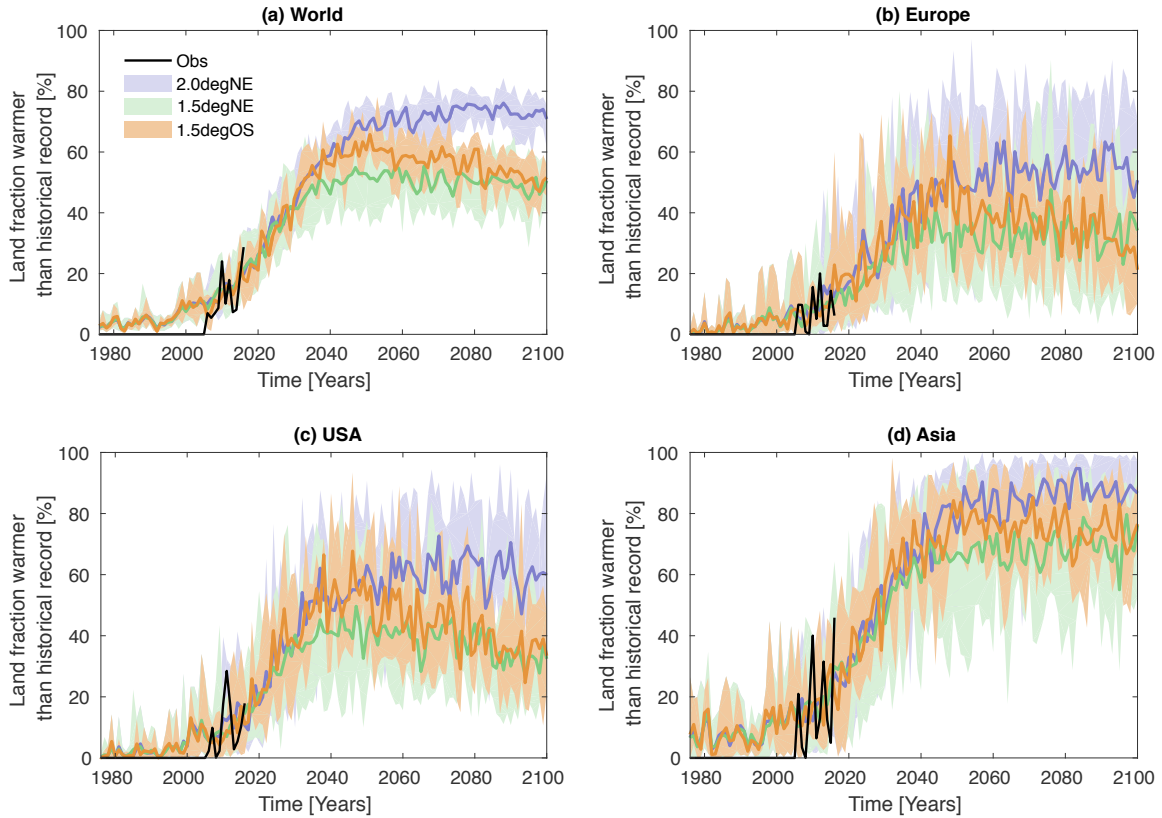 (a) World
100
80
60
40
20
0
Land fraction warmer
than historical record [%]
Obs
2.0degNE
1.5degNE
1.5degOS
1980 2000 2020 2040 2060 2080 2100
Time [Years]
(b) Europe
100
80
60
40
20
0
Land fraction warmer
than historical record [%]
1980 2000 2020 2040 2060 2080 2100
Time [Years]
(c) USA
100
80
60
40
20
0
Land fraction warmer
than historical record [%]
1980 2000 2020 2040 2060 2080 2100
Time [Years]
(d) Asia
100
80
60
40
20
0
Land fraction warmer
than historical record [%]
1980 2000 2020 2040 2060 2080 2100
Time [Years]